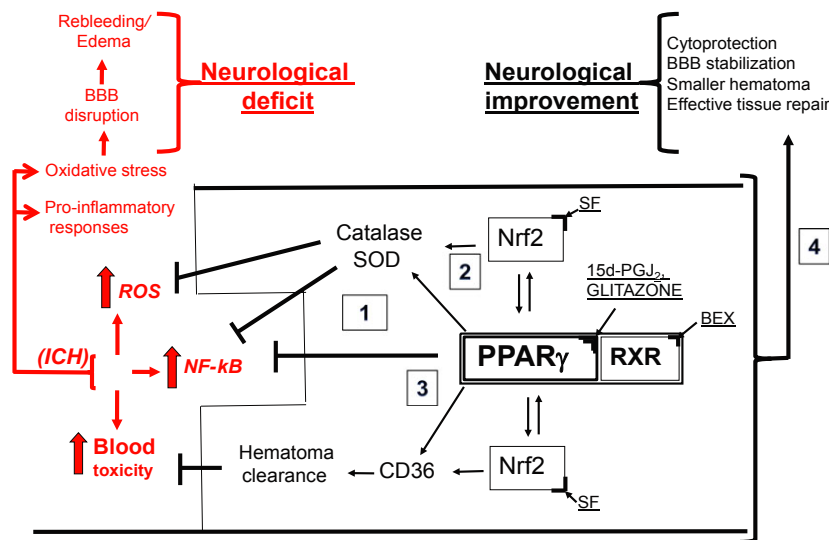 Rebleeding/
Edema
BBB
disruption
Neurological
deficit
Oxidative stress
Pro-inflammatory
responses
ROS
(ICH)
NF-kB
Blood
toxicity
Neurological
improvement
Cytoprotection
BBB stabilization
Smaller hematoma
Effective tissue repair
4
Catalase
SOD
2
Nrf2
SF
15d-PGJ2,
GLITAZONE
BEX
1
PPARγ
RXR
3
Hematoma
clearance
CD36
Nrf2
SF